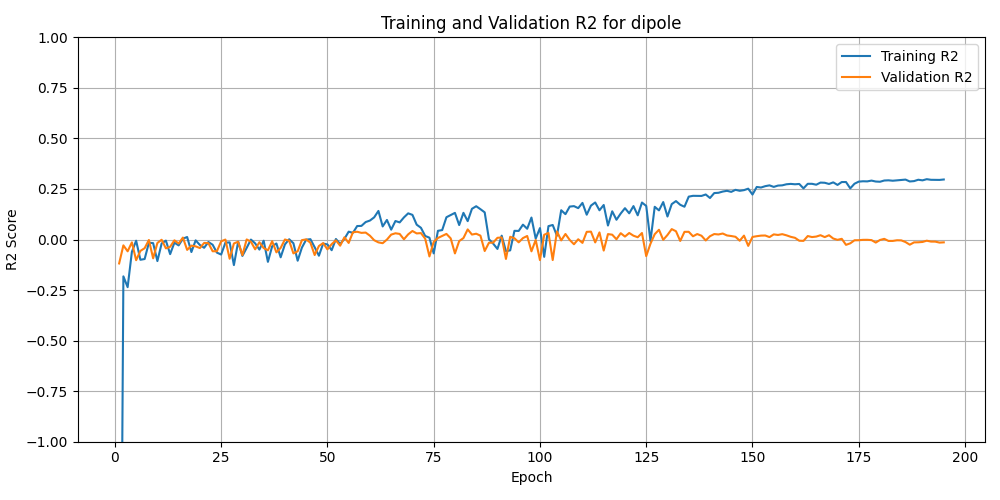 Training and Validation R2 for dipole
1.00
0.75
0.50
0.25
0.00
−0.25
−0.50
−0.75
−1.00
R2 Score
Training R2
Validation R2
0 25 50 75 100 125 150 175 200
Epoch